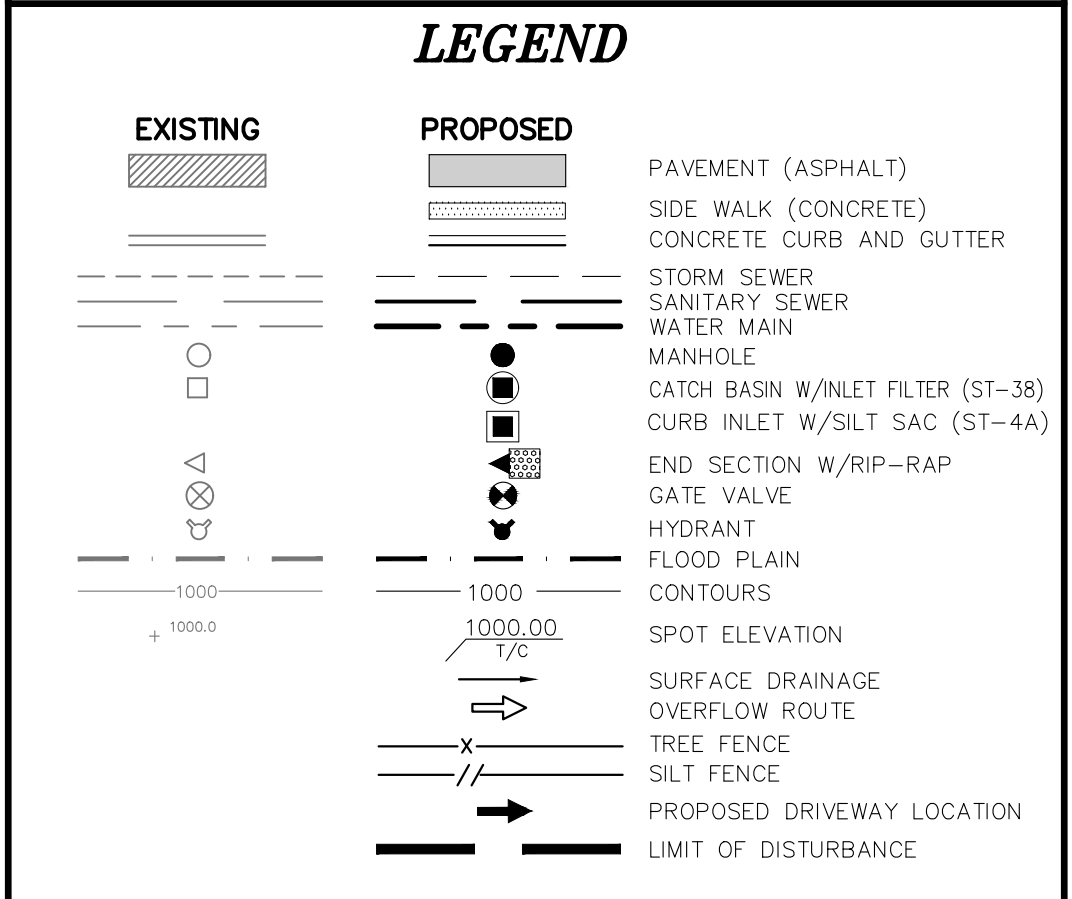 LEGEND
EXISTING PROPOSED
PAVEMENT (ASPHALT)
SIDE WALK (CONCRETE)
CONCRETE CURB AND GUTTER
STORM SEWER
SANITARY SEWER
WATER MAIN
MANHOLE
CATCH BASIN W/INLET FILTER (ST-38)
CURB INLET W/SILT SAC (ST-4A)
END SECTION W/RIP-RAP
GATE VALVE
HYDRANT
FLOOD PLAIN
1000 1000 CONTOURS
1000.0 1000.00 SPOT ELEVATION
T/C
SURFACE DRAINAGE
OVERFLOW ROUTE
X TREE FENCE
// SILT FENCE
PROPOSED DRIVEWAY LOCATION
LIMIT OF DISTURBANCE